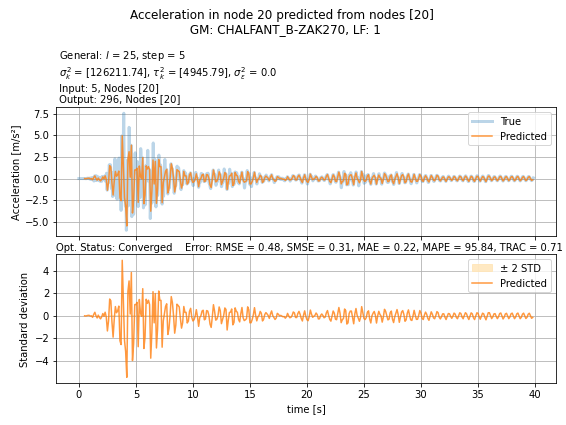 Acceleration in node 20 predicted from nodes [20]
GM: CHALFANT_B-ZAK270, LF: 1
General: l = 25, step = 5
σ²_k = [126211.74], τ²_k = [4945.79], σ²_ε = 0.0
Input: 5, Nodes [20]
Output: 296, Nodes [20]
Acceleration [m/s²]
7.5
5.0
2.5
0.0
−2.5
−5.0
True
Predicted
Opt. Status: Converged Error: RMSE = 0.48, SMSE = 0.31, MAE = 0.22, MAPE = 95.84, TRAC = 0.71
Standard deviation
4
2
0
−2
−4
± 2 STD
Predicted
0 5 10 15 20 25 30 35 40
time [s]